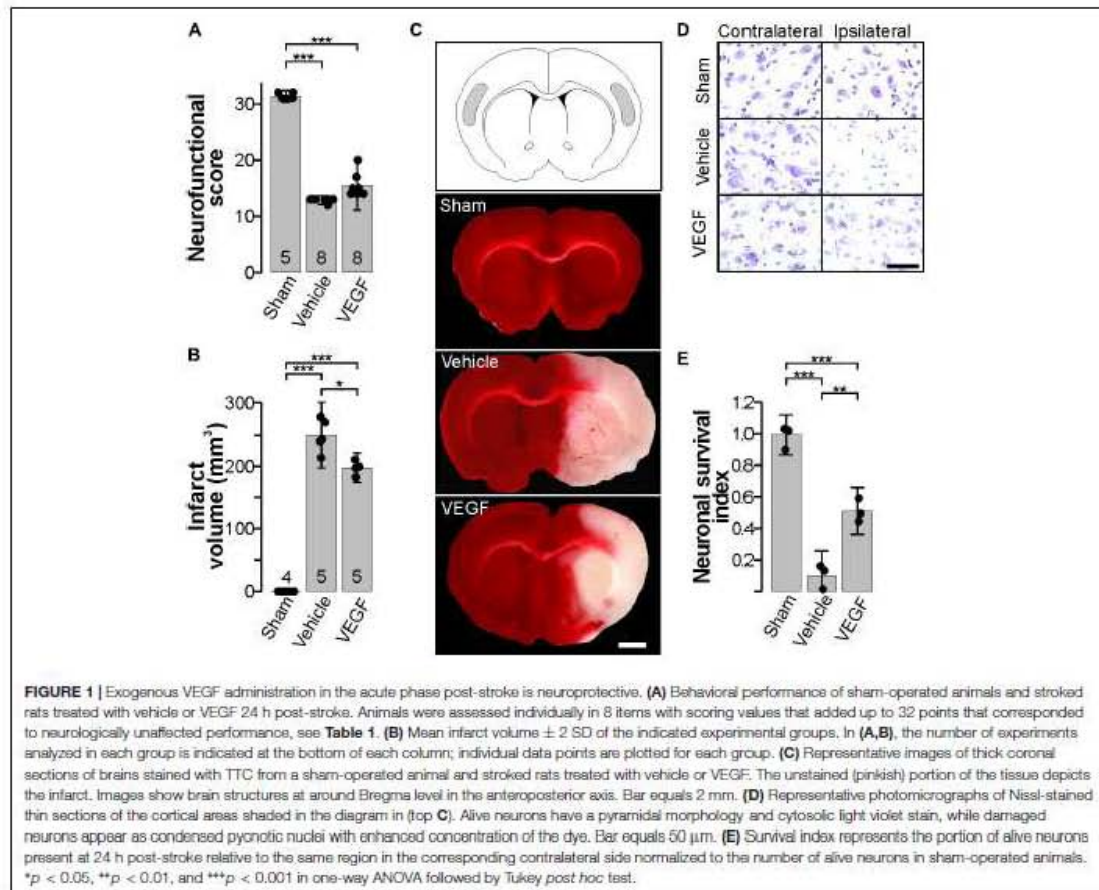 A
***
***
Neurofunctional
score
30
20
10
0
5
8
8
Sham
Vehicle
VEGF
B
***
***
*
Infarct
volume (mm³)
300
200
100
0
4
5
5
Sham
Vehicle
VEGF
C
Sham
Vehicle
VEGF
D
Contralateral Ipsilateral
Sham
Vehicle
VEGF
E
***
***
**
Neuronal survival
index
1.2
1.0
0.8
0.6
0.4
0.2
Sham
Vehicle
VEGF
FIGURE 1 | Exogenous VEGF administration in the acute phase post-stroke is neuroprotective. (A) Behavioral performance of sham-operated animals and stroked
rats treated with vehicle or VEGF 24 h post-stroke. Animals were assessed individually in 8 items with scoring values that added up to 32 points that corresponded
to neurologically unaffected performance, see Table 1. (B) Mean infarct volume ± 2 SD of the indicated experimental groups. In (A,B), the number of experiments
analyzed in each group is indicated at the bottom of each column; individual data points are plotted for each group. (C) Representative images of thick coronal
sections of brains stained with TTC from a sham-operated animal and stroked rats treated with vehicle or VEGF. The unstained (pinkish) portion of the tissue depicts
the infarct. Images show brain structures at around Bregma level in the anteroposterior axis. Bar equals 2 mm. (D) Representative photomicrographs of Nissl-stained
thin sections of the cortical areas shaded in the diagram in (top C). Alive neurons have a pyramidal morphology and cytosolic light violet stain, while damaged
neurons appear as condensed pycnotic nuclei with enhanced concentration of the dye. Bar equals 50 μm. (E) Survival index represents the portion of alive neurons
present at 24 h post-stroke relative to the same region in the corresponding contralateral side normalized to the number of alive neurons in sham-operated animals.
*p < 0.05, **p < 0.01, and ***p < 0.001 in one-way ANOVA followed by Tukey post hoc test.